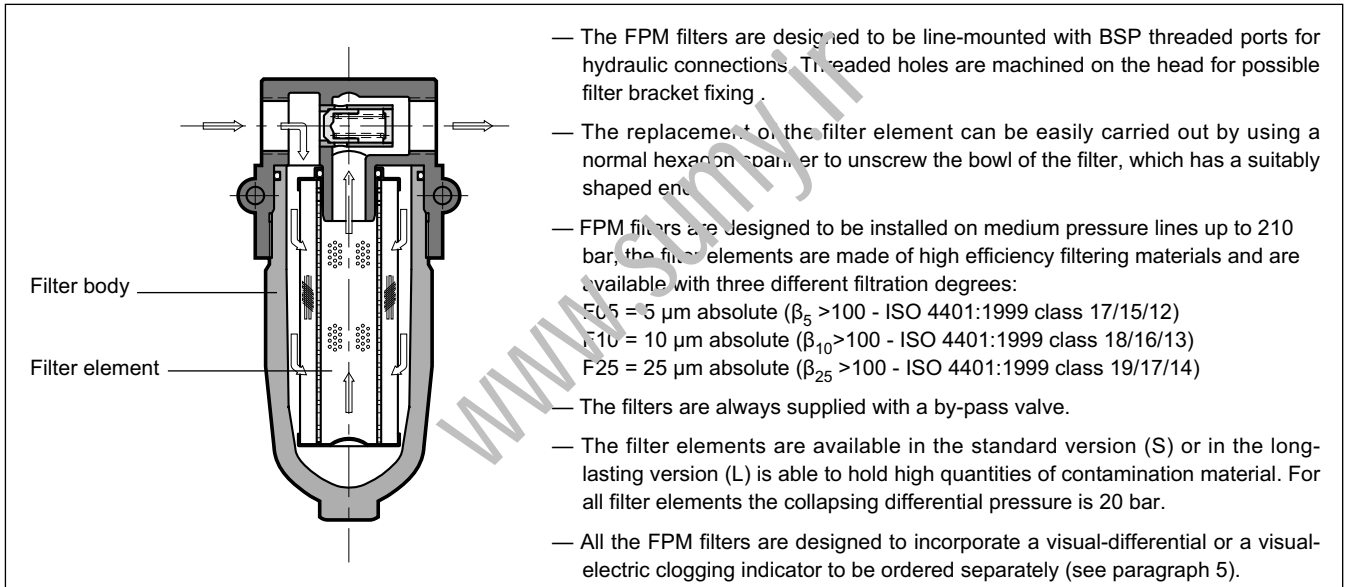 — The FPM filters are designed to be line-mounted with BSP threaded ports for
hydraulic connections. Threaded holes are machined on the head for possible
filter bracket fixing .
— The replacement of the filter element can be easily carried out by using a
normal hexagon spanner to unscrew the bowl of the filter, which has a suitably
shaped end.
— FPM filters are designed to be installed on medium pressure lines up to 210
bar; the filter elements are made of high efficiency filtering materials and are
available with three different filtration degrees:
F05 = 5 µm absolute (β5 >100 - ISO 4401:1999 class 17/15/12)
F10 = 10 µm absolute (β10>100 - ISO 4401:1999 class 18/16/13)
F25 = 25 µm absolute (β25 >100 - ISO 4401:1999 class 19/17/14)
— The filters are always supplied with a by-pass valve.
— The filter elements are available in the standard version (S) or in the long-
lasting version (L) is able to hold high quantities of contamination material. For
all filter elements the collapsing differential pressure is 20 bar.
— All the FPM filters are designed to incorporate a visual-differential or a visual-
electric clogging indicator to be ordered separately (see paragraph 5).
Filter body
Filter element
www.sumy.ir